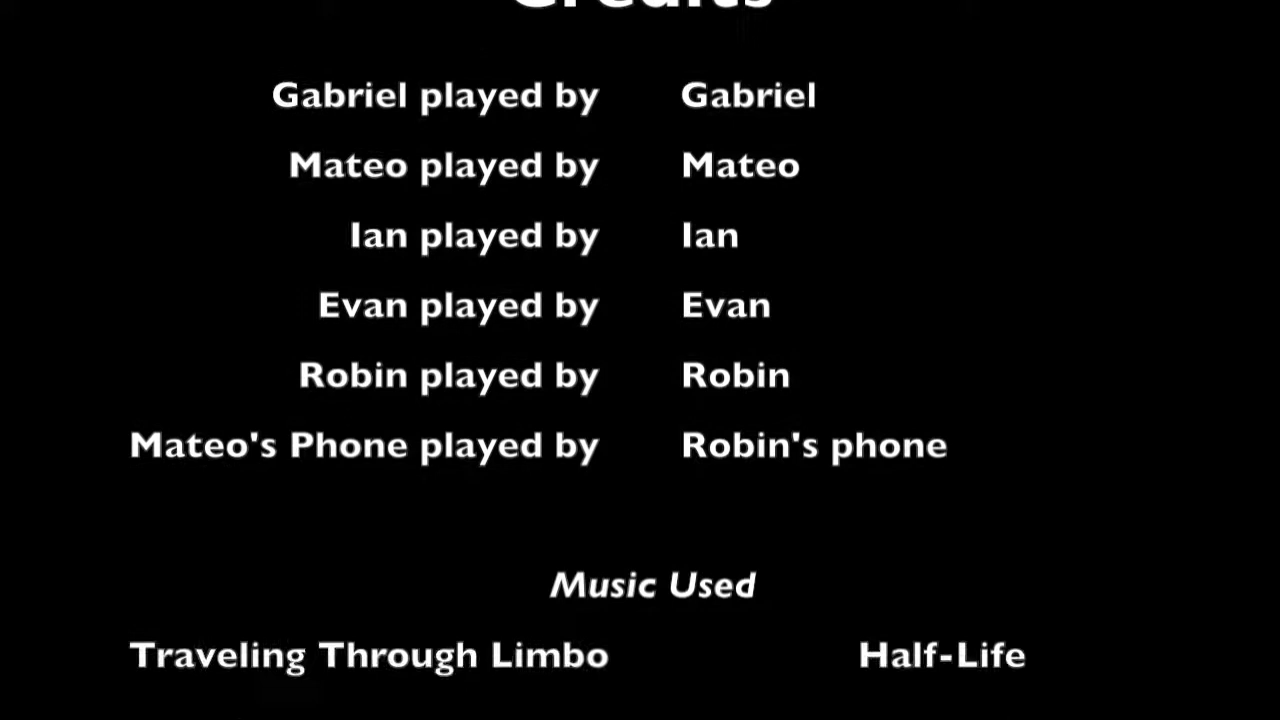 Credits
Gabriel played by Gabriel
Mateo played by Mateo
Ian played by Ian
Evan played by Evan
Robin played by Robin
Mateo's Phone played by Robin's phone
Music Used
Traveling Through Limbo Half-Life